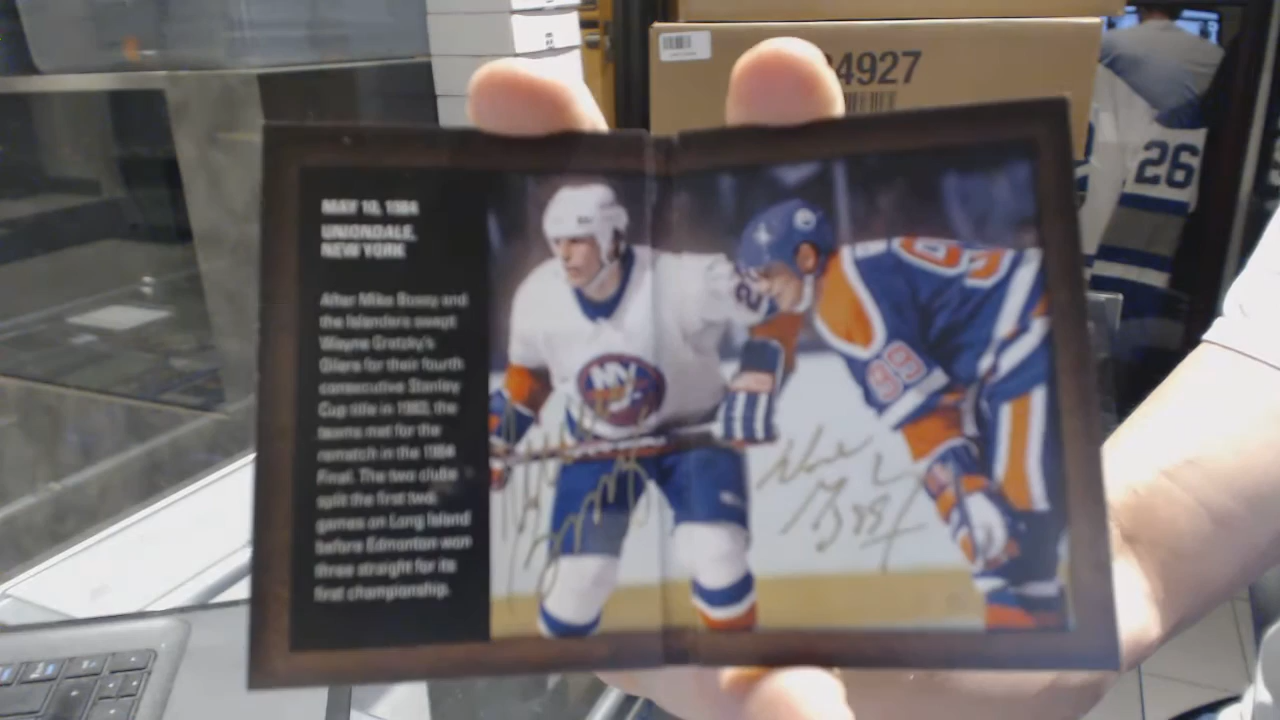 4927
26
MAY 10, 1984
UNIONDALE,
NEW YORK
After Mike Bossy and
the Islanders swept
Wayne Gretzky's
Oilers for their fourth
consecutive Stanley
Cup title in 1983, the
teams met for the
rematch in the 1984
Final. The two clubs
split the first two
games on Long Island
before Edmonton won
three straight for its
first championship.
NY
99